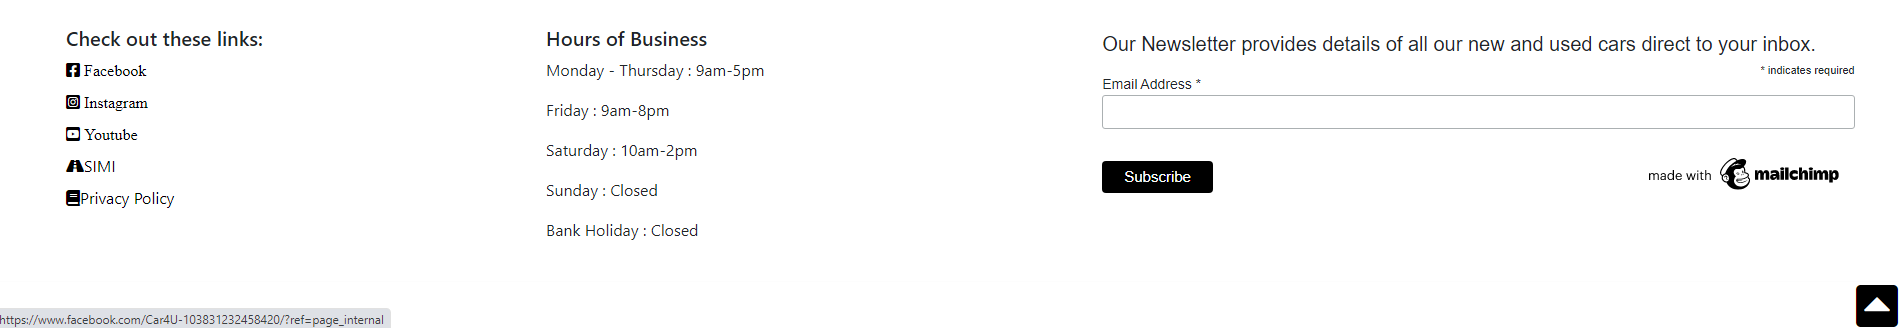 Check out these links:
Facebook
Instagram
Youtube
SIMI
Privacy Policy
Hours of Business
Monday - Thursday : 9am-5pm
Friday : 9am-8pm
Saturday : 10am-2pm
Sunday : Closed
Bank Holiday : Closed
Our Newsletter provides details of all our new and used cars direct to your inbox.
* indicates required
Email Address *
Subscribe
made with mailchimp
https://www.facebook.com/Car4U-103831232458420/?ref=page_internal